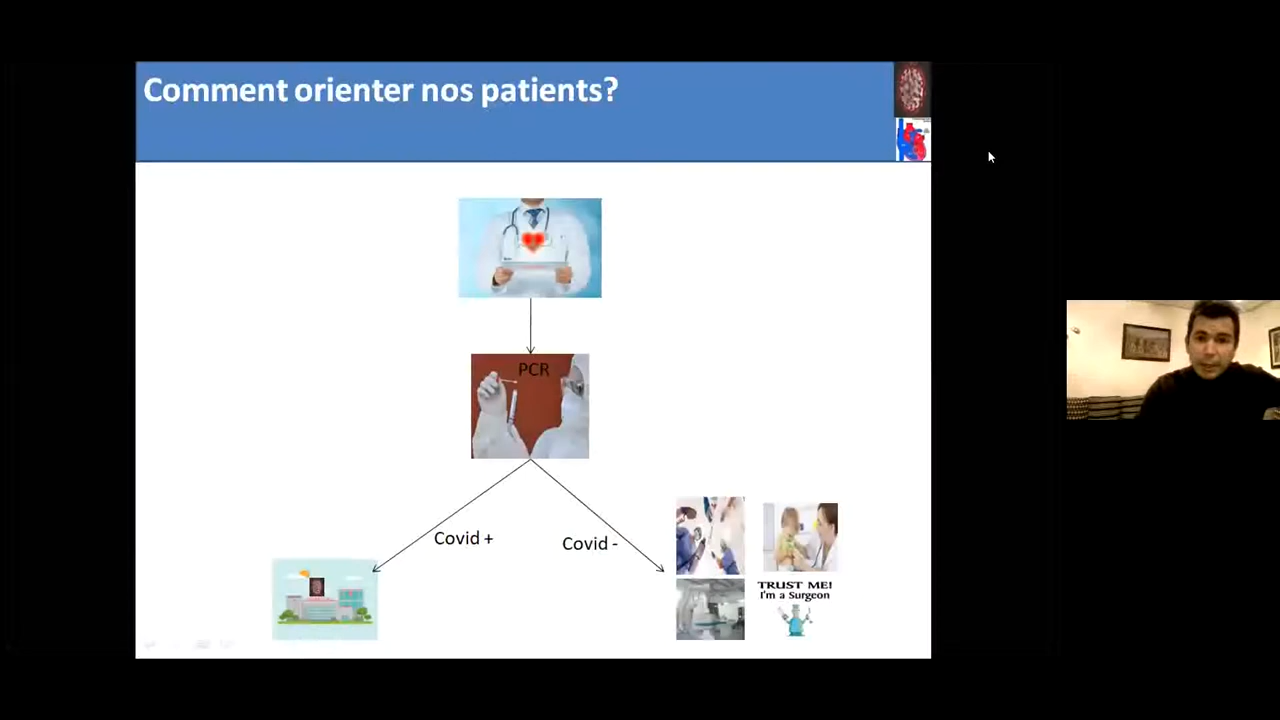 Comment orienter nos patients?
PCR
Covid +
Covid -
TRUST ME!
I'm a Surgeon